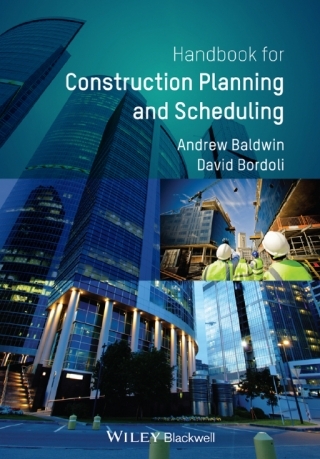 Handbook for
Construction Planning
and Scheduling
Andrew Baldwin
David Bordoli
WILEY Blackwell